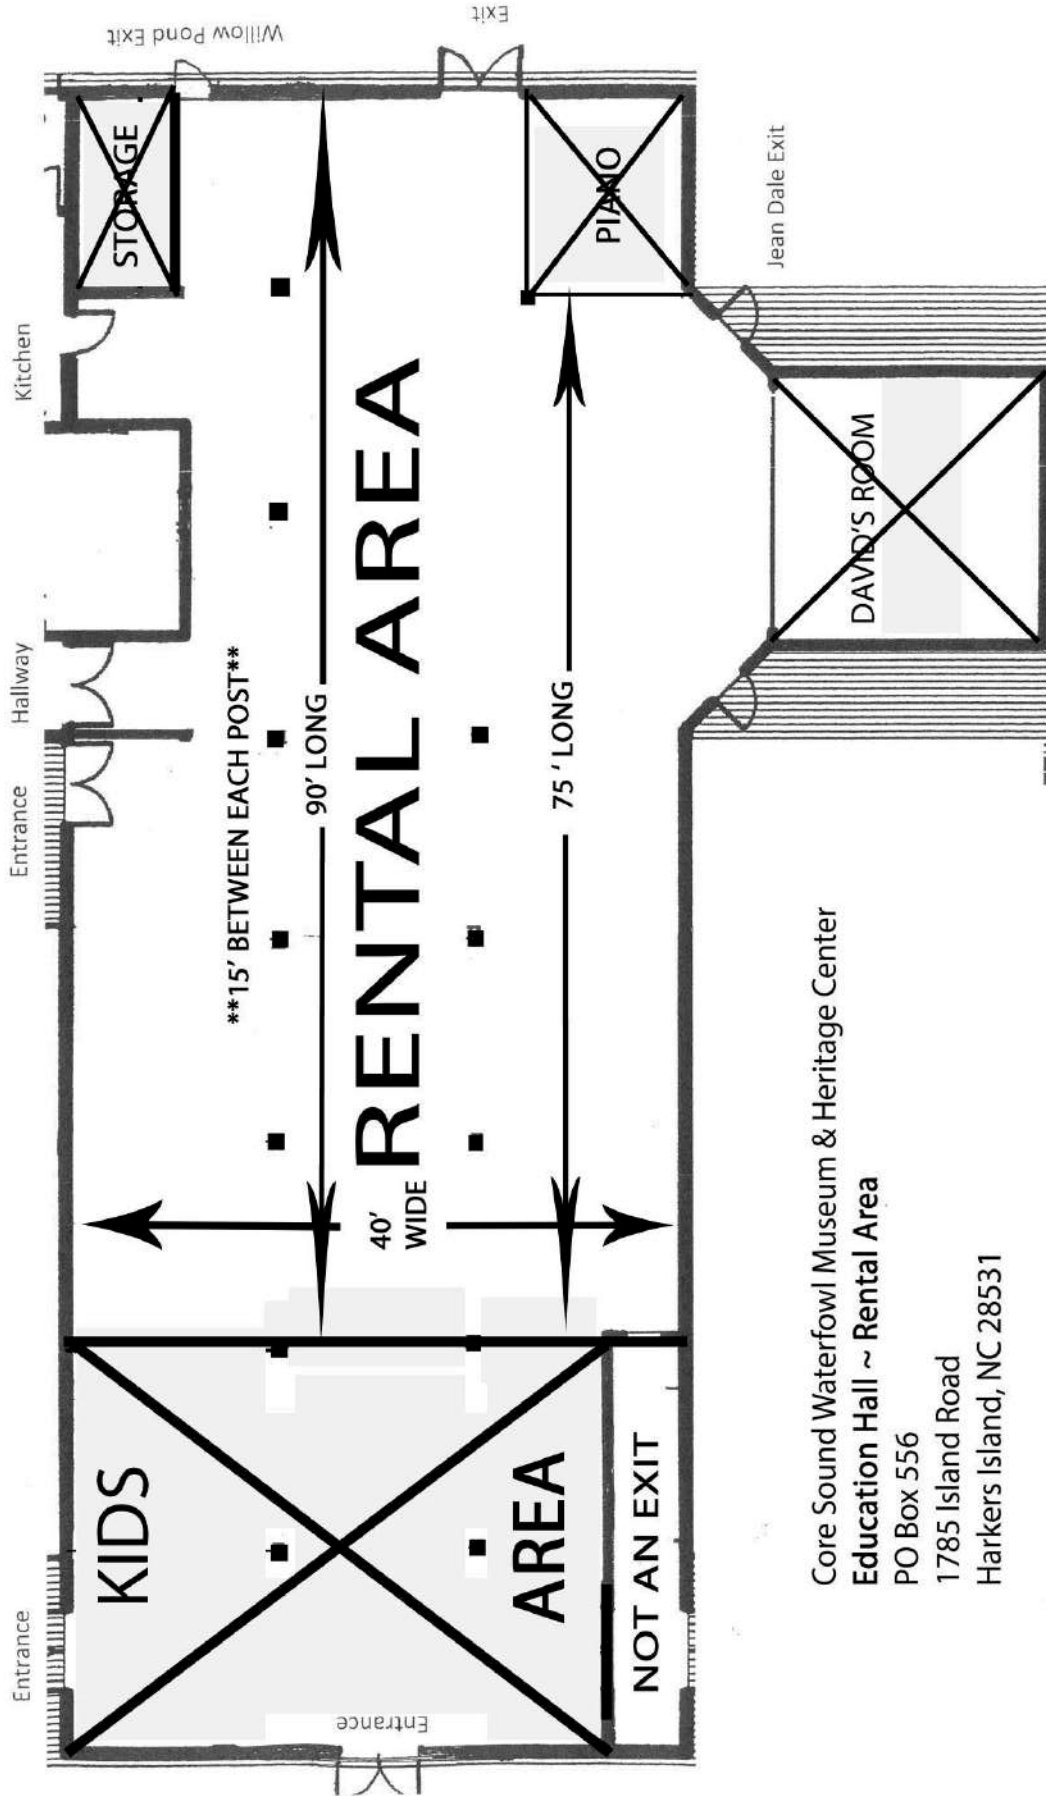 Entrance
Entrance
Hallway
Kitchen
Willow Pond Exit
Exit
KIDS
AREA
Entrance
NOT AN EXIT
**15' BETWEEN EACH POST**
90' LONG
RENTAL AREA
40'
WIDE
75 ' LONG
STORAGE
PIANO
Jean Dale Exit
DAVID'S ROOM
Core Sound Waterfowl Museum & Heritage Center
Education Hall ~ Rental Area
PO Box 556
1785 Island Road
Harkers Island, NC 28531